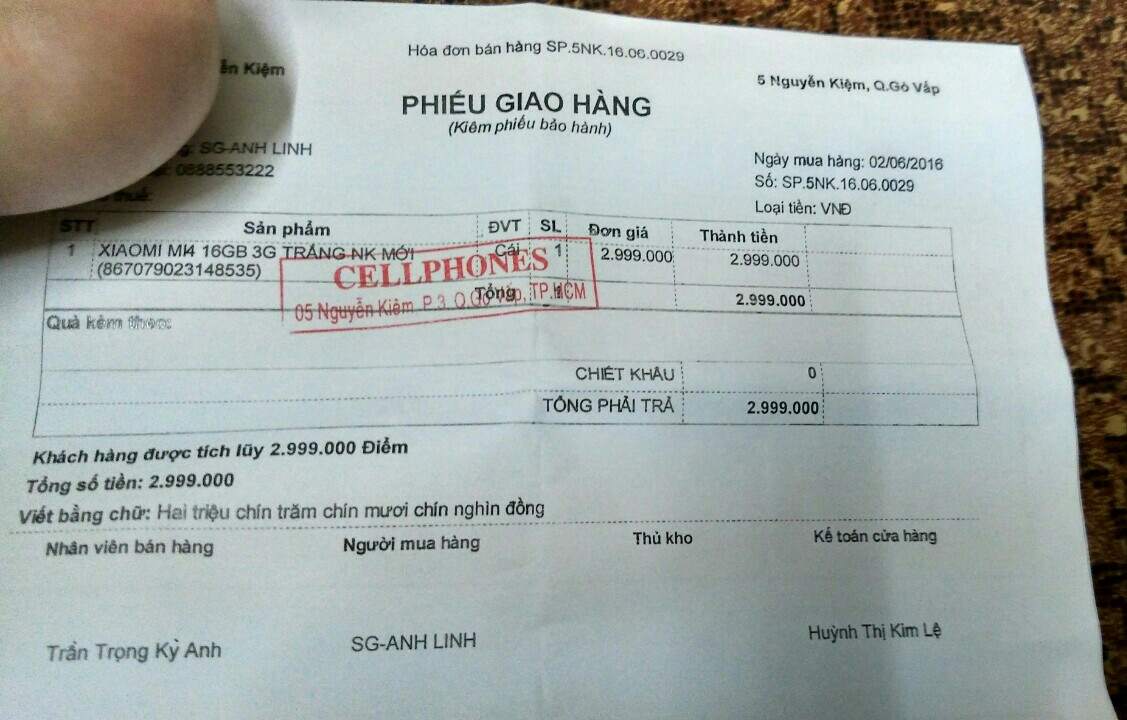 Hóa đơn bán hàng SP.5NK.16.06.0029
ễn Kiệm
5 Nguyễn Kiệm, Q.Gò Vấp
PHIẾU GIAO HÀNG
(Kiêm phiếu bảo hành)
SG-ANH LINH
0888553222
thuế:
Ngày mua hàng: 02/06/2016
Số: SP.5NK.16.06.0029
Loại tiền: VNĐ
STT Sản phẩm ĐVT SL Đơn giá Thành tiền
1 XIAOMI MI4 16GB 3G TRẮNG NK MỚI Cái 1 2.999.000 2.999.000
(867079023148535)
CELLPHONES
Tổng 2.999.000
05 Nguyễn Kiệm P.3 Q.Gò Vấp, TP.HCM
Quà kèm theo:
CHIẾT KHẤU 0
TỔNG PHẢI TRẢ 2.999.000
Khách hàng được tích lũy 2.999.000 Điểm
Tổng số tiền: 2.999.000
Viết bằng chữ: Hai triệu chín trăm chín mươi chín nghìn đồng
Nhân viên bán hàng Người mua hàng Thủ kho Kế toán cửa hàng
Trần Trọng Kỳ Anh SG-ANH LINH Huỳnh Thị Kim Lệ